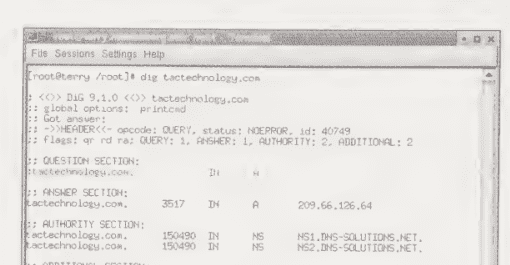 File Sessions Settings Help
[root@terry /root]# dig tactechnology.com
; <<>> DiG 9.1.0 <<>> tactechnology.com
;; global options: printcmd
;; Got answer:
;; ->>HEADER<<- opcode: QUERY, status: NOERROR, id: 40749
;; flags: qr rd ra; QUERY: 1, ANSWER: 1, AUTHORITY: 2, ADDITIONAL: 2
;; QUESTION SECTION:
;tactechnology.com. IN A
;; ANSWER SECTION:
tactechnology.com. 3517 IN A 209.66.126.64
;; AUTHORITY SECTION:
tactechnology.com. 150490 IN NS NS1.DNS-SOLUTIONS.NET.
tactechnology.com. 150490 IN NS NS2.DNS-SOLUTIONS.NET.
;; ADDITIONAL SECTION: